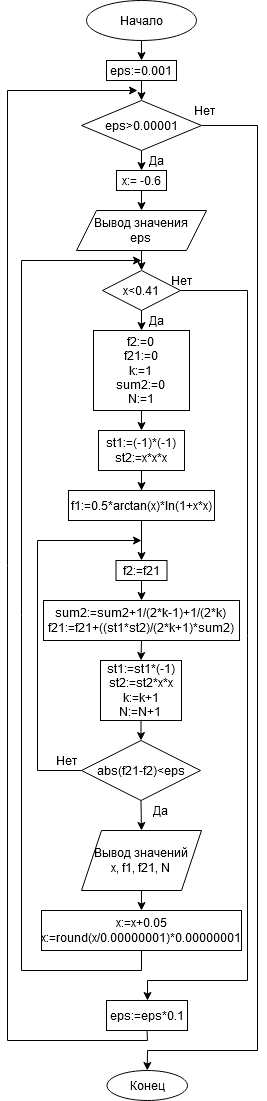 Начало
eps:=0.001
Нет
eps>0.00001
Да
x:= -0.6
Вывод значения
eps
Нет
x<0.41
Да
f2:=0
f21:=0
k:=1
sum2:=0
N:=1
st1:=(-1)*(-1)
st2:=x*x*x
f1:=0.5*arctan(x)*ln(1+x*x)
f2:=f21
sum2:=sum2+1/(2*k-1)+1/(2*k)
f21:=f21+((st1*st2)/(2*k+1)*sum2)
st1:=st1*(-1)
st2:=st2*x*x
k:=k+1
N:=N+1
Нет
abs(f21-f2)<eps
Да
Вывод значений
x, f1, f21, N
x:=x+0.05
x:=round(x/0.00000001)*0.00000001
eps:=eps*0.1
Конец